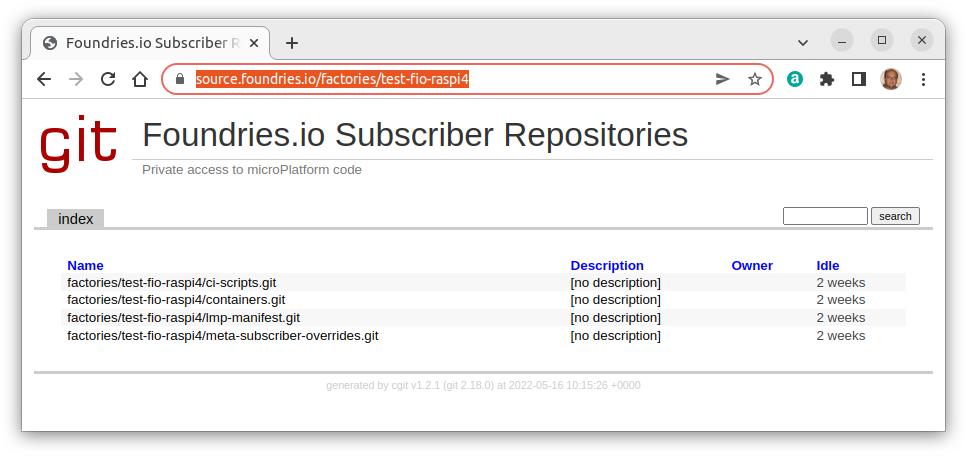 Foundries.io Subscriber R
source.foundries.io/factories/test-fio-raspi4
a
git
Foundries.io Subscriber Repositories
Private access to microPlatform code
index
search
Name Description Owner Idle
factories/test-fio-raspi4/ci-scripts.git [no description] 2 weeks
factories/test-fio-raspi4/containers.git [no description] 2 weeks
factories/test-fio-raspi4/lmp-manifest.git [no description] 2 weeks
factories/test-fio-raspi4/meta-subscriber-overrides.git [no description] 2 weeks
generated by cgit v1.2.1 (git 2.18.0) at 2022-05-16 10:15:26 +0000